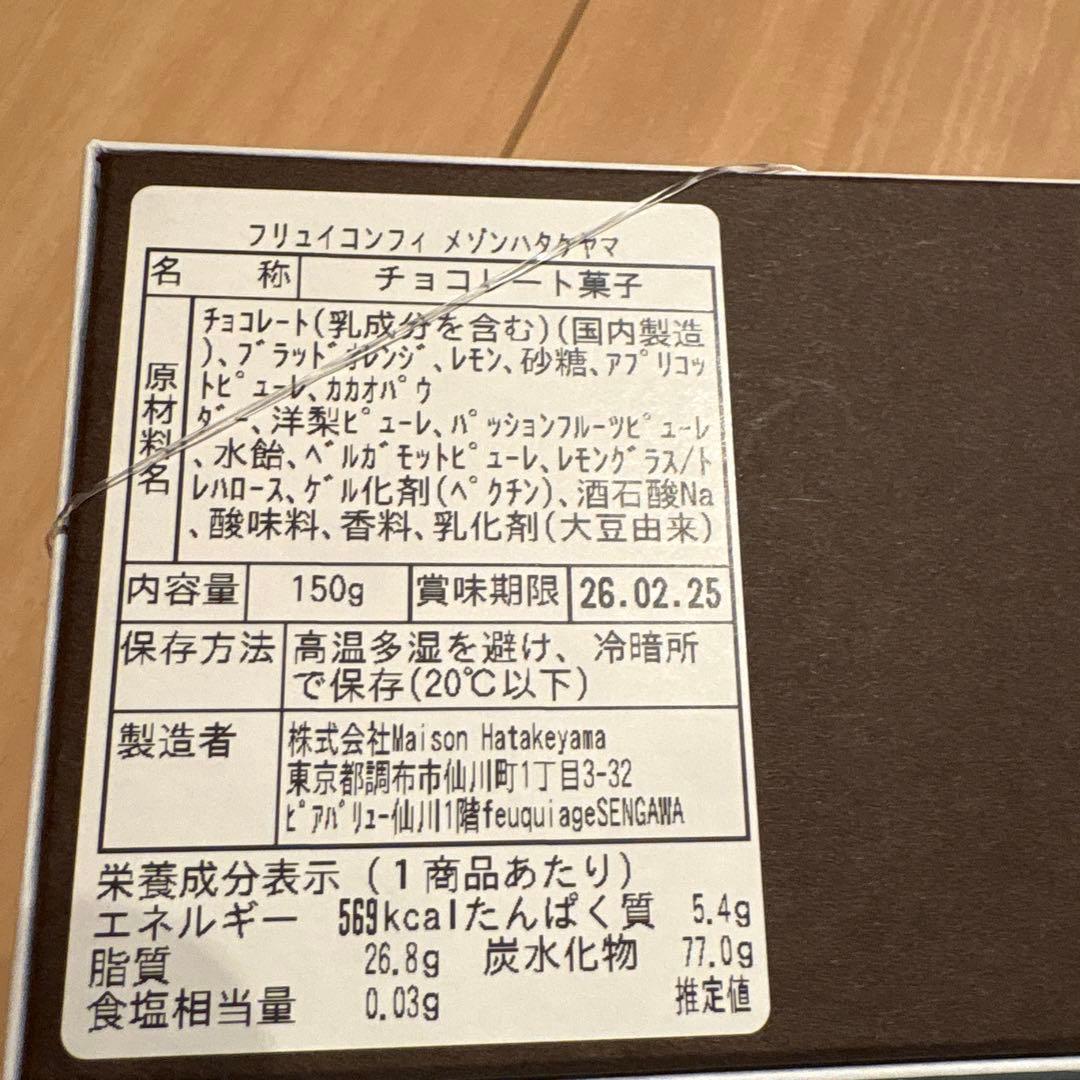 フリュイコンフィ メゾンハタケヤマ
名称 チョコレート菓子
原材料名
チョコレート(乳成分を含む)(国内製造
)、ブラッドオレンジ、レモン、砂糖、アプリコッ
トピューレ、カカオパウ
ダー、洋梨ピューレ、パッションフルーツピューレ
、水飴、ベルガモットピューレ、レモングラス/ト
レハロース、ゲル化剤(ペクチン)、酒石酸Na
、酸味料、香料、乳化剤(大豆由来)
内容量 150g 賞味期限 26.02.25
保存方法 高温多湿を避け、冷暗所
で保存(20℃以下)
製造者 株式会社Maison Hatakeyama
東京都調布市仙川町1丁目3-32
ピアパリュー仙川1階feuquiageSENGAWA
栄養成分表示(1商品あたり)
エネルギー 569kcalたんぱく質 5.4g
脂質 26.8g 炭水化物 77.0g
食塩相当量 0.03g 推定値